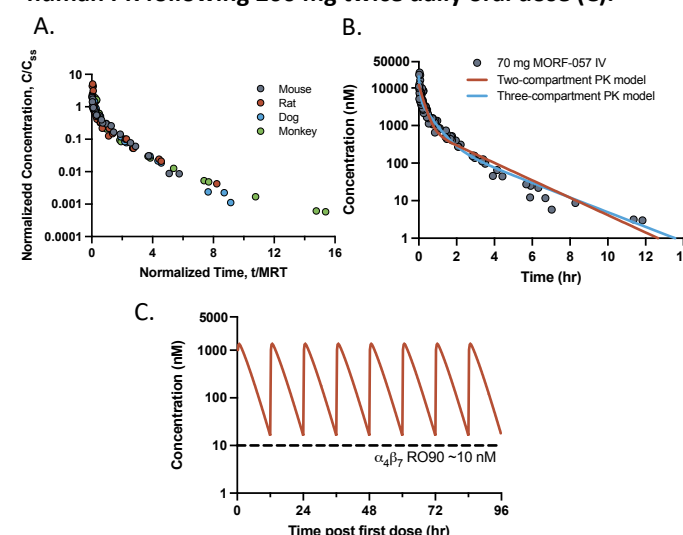 human PK following 100 mg twice daily oral dose (C).
A.
Normalizedd Concentration, C/Css
10
1
0.1
0.01
0.001
0.0001
0
4
8
12
16
Normalized Time, t/MRT
Mouse
Rat
Dog
Monkey
B.
Concentration (nM)
50000
10000
1000
100
10
1
0
2
4
6
8
10
12
Time (hr)
70 mg MORF-057 IV
Two-compartment PK model
Three-compartment PK model
C.
Concentration (nM)
5000
1000
100
10
1
0
24
48
72
96
α4β7 RO90 ~10 nM
Time post first dose (hr)